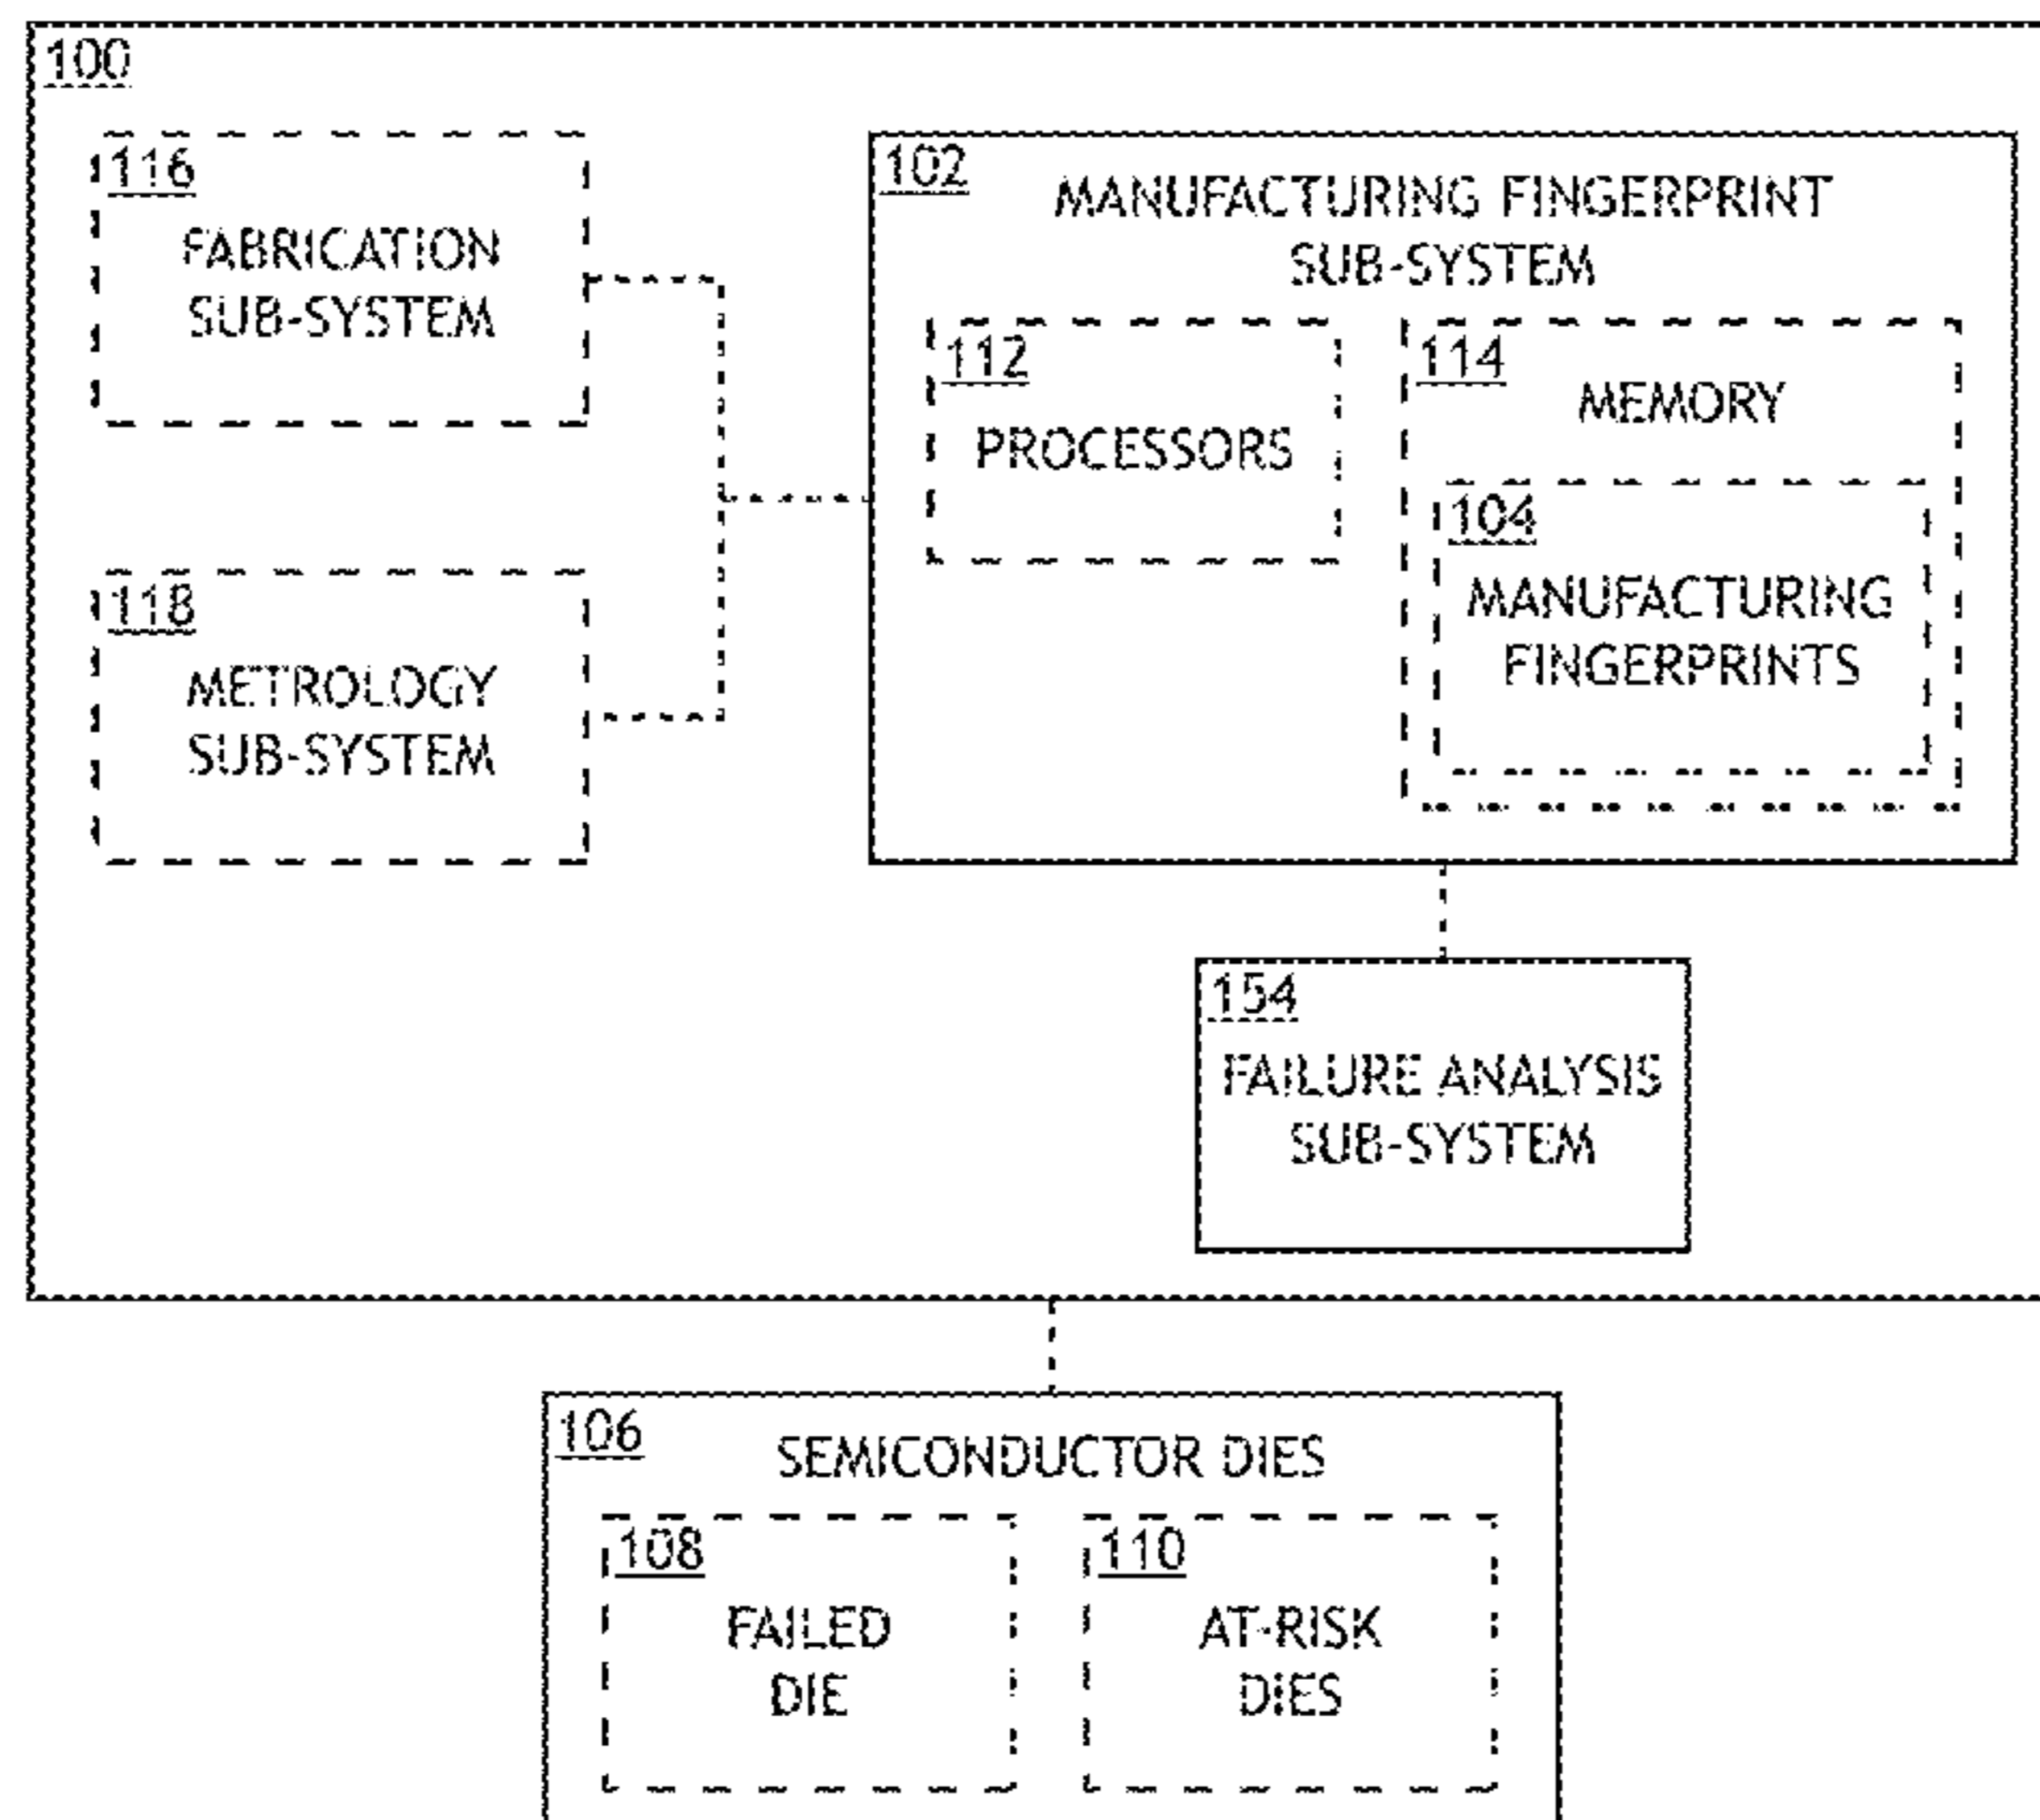 100
116
FABRICATION
SUB-SYSTEM
118
METROLOGY
SUB-SYSTEM
102
MANUFACTURING FINGERPRINT
SUB-SYSTEM
112
PROCESSORS
114
MEMORY
104
MANUFACTURING
FINGERPRINTS
154
FAILURE ANALYSIS
SUB-SYSTEM
106
SEMICONDUCTOR DIES
108
FAILED
DIE
110
AT-RISK
DIES